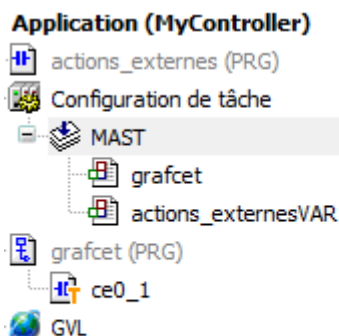 Application (MyController)
actions_externes (PRG)
Configuration de tâche
MAST
grafcet
actions_externesVAR
grafcet (PRG)
ce0_1
GVL